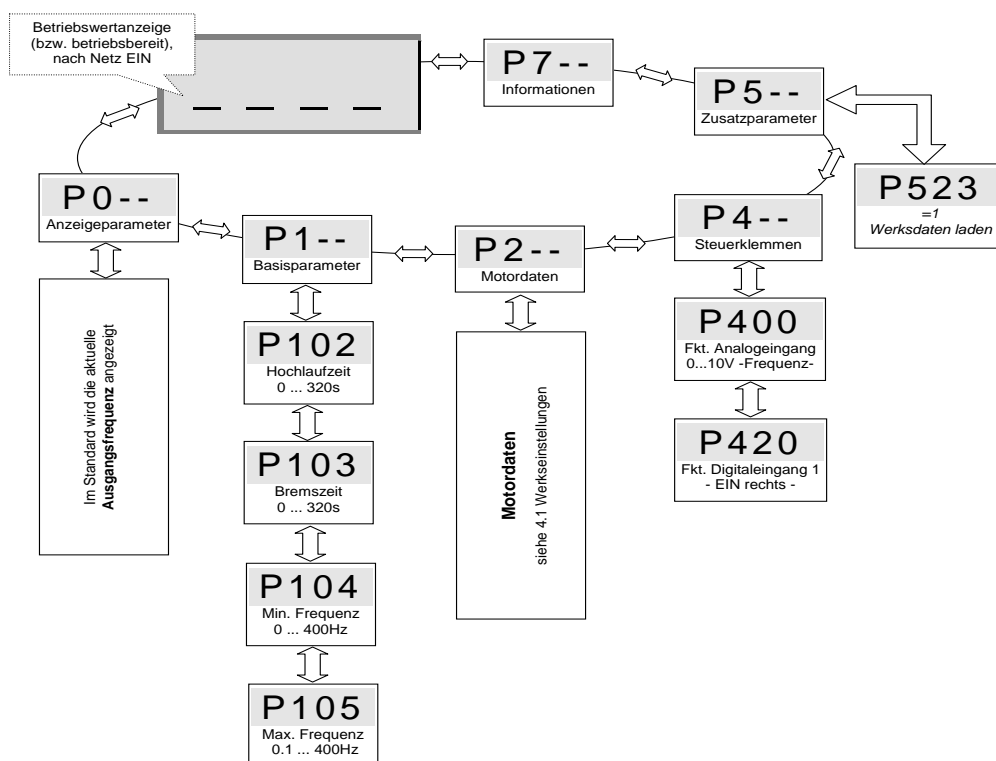 Betriebswertanzeige
(bzw. betriebsbereit),
nach Netz EIN
_ _ _ _
P7--
Informationen
P5--
Zusatzparameter
P523
=1
Werksdaten laden
P0--
Anzeigeparameter
P1--
Basisparameter
P2--
Motordaten
P4--
Steuerklemmen
Im Standard wird die aktuelle
Ausgangsfrequenz angezeigt
P102
Hochlaufzeit
0 ... 320s
P103
Bremszeit
0 ... 320s
P104
Min. Frequenz
0 ... 400Hz
P105
Max. Frequenz
0.1 ... 400Hz
Motordaten
siehe 4.1 Werkseinstellungen
P400
Fkt. Analogeingang
0...10V -Frequenz-
P420
Fkt. Digitaleingang 1
- EIN rechts -